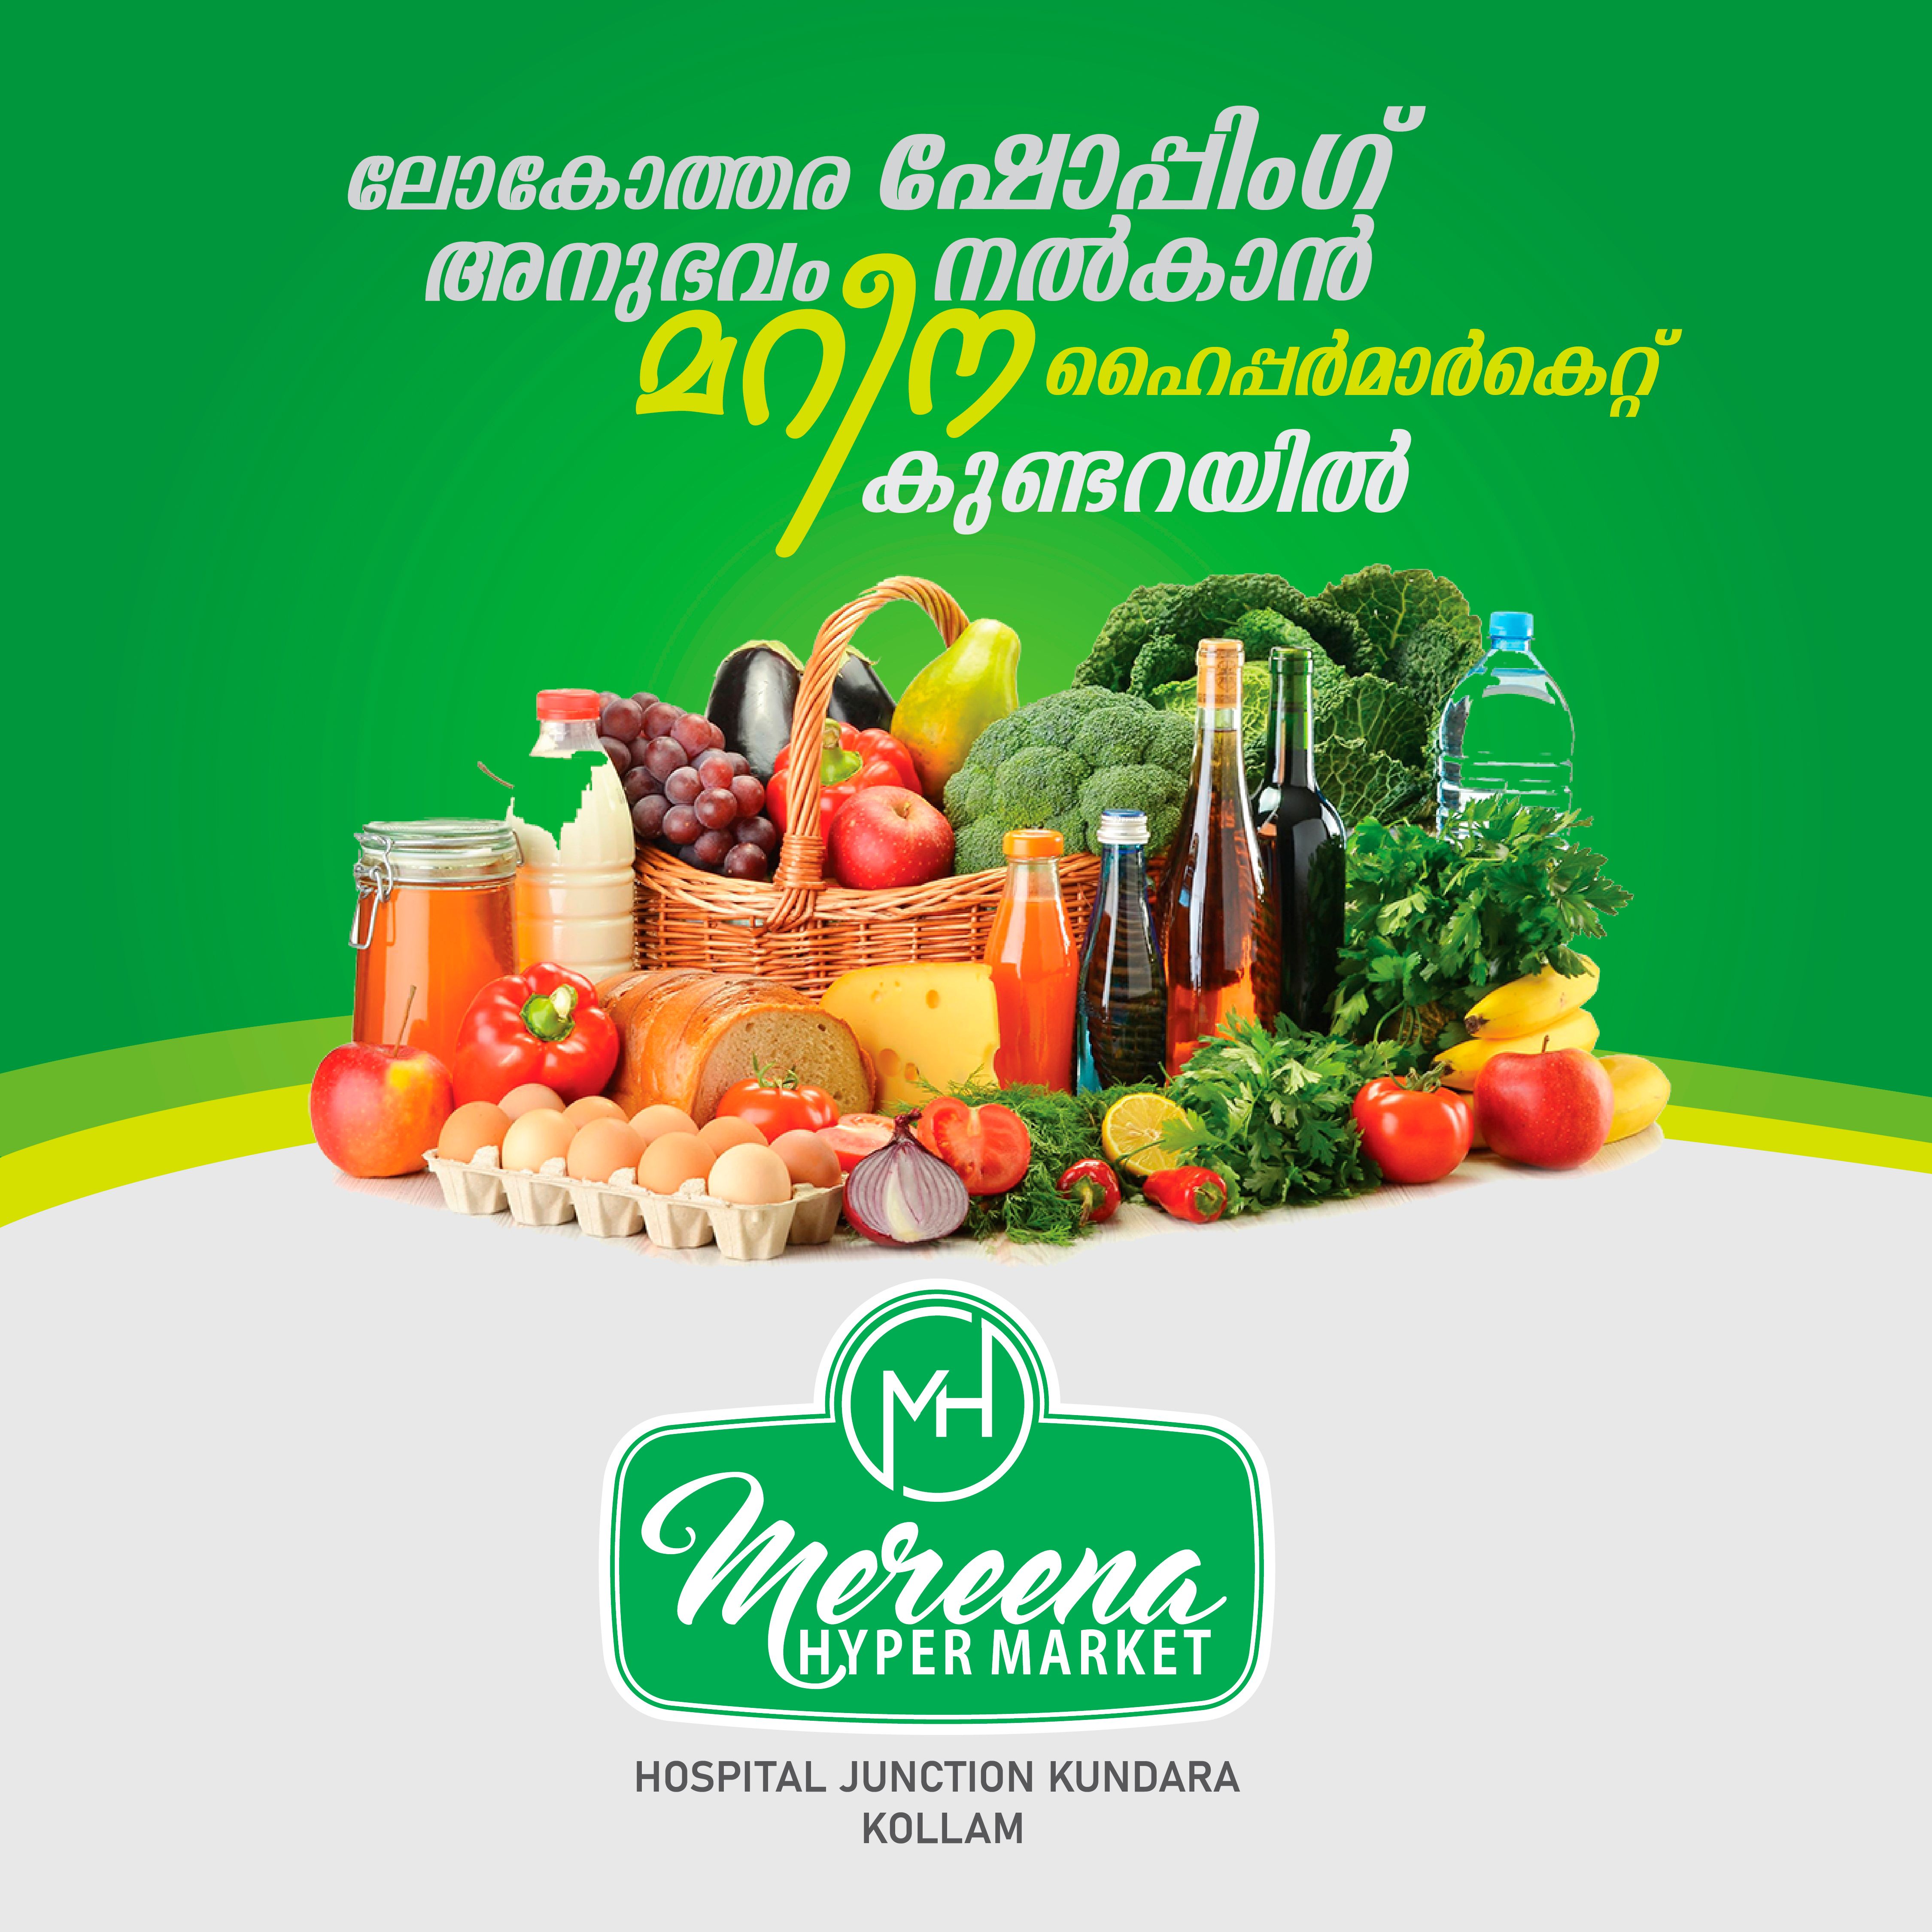 ലോകോത്തര ഷോപ്പിംഗ്
അനുഭവം നൽകാൻ
മറീന ഹൈപ്പർമാർകെറ്റ്
കുണ്ടറയിൽ
MH
Mereena
HYPER MARKET
HOSPITAL JUNCTION KUNDARA
KOLLAM